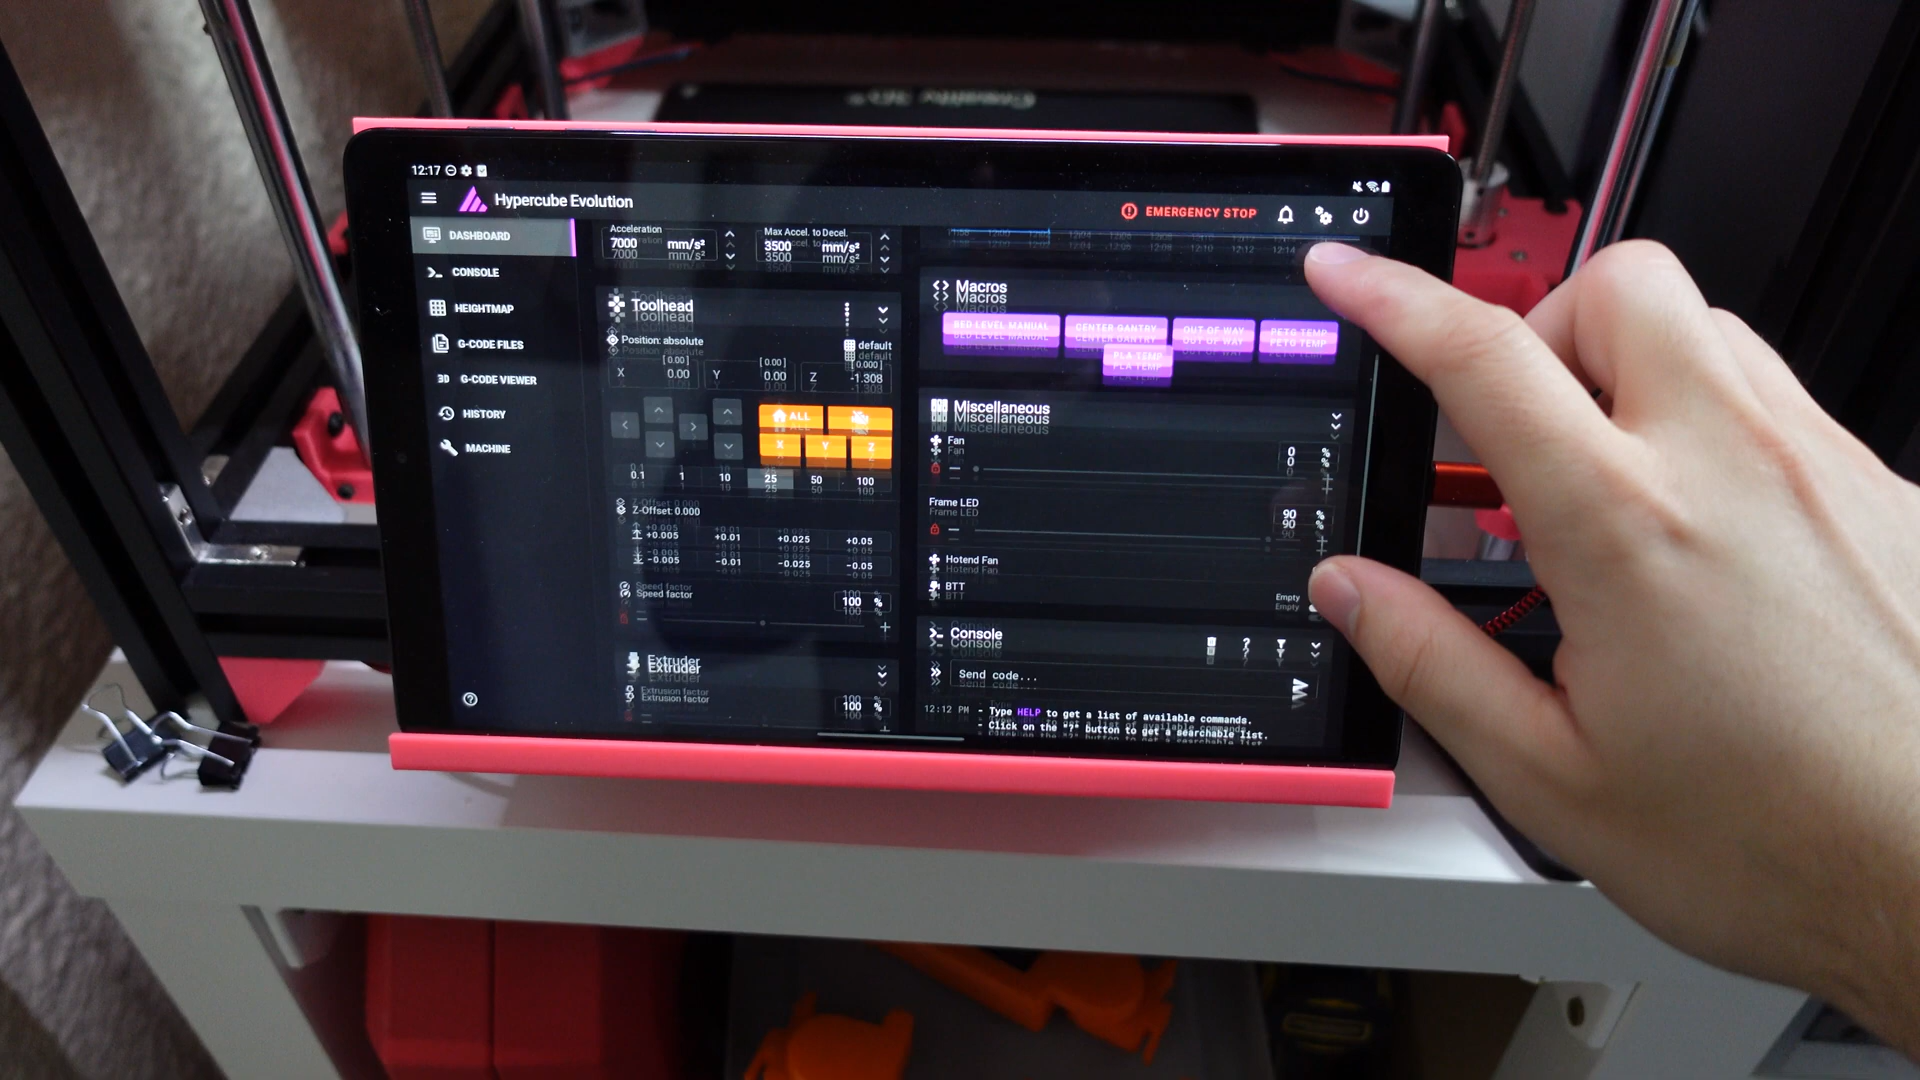 12:17
Hypercube Evolution
EMERGENCY STOP
DASHBOARD
CONSOLE
HEIGHTMAP
G-CODE FILES
3D G-CODE VIEWER
HISTORY
MACHINE
Acceleration
7000 mm/s²
Max Accel. to Decel.
3500 mm/s²
Toolhead
Position: absolute
default
[0.00] [0.00] [0.000]
X 0.00 Y 0.00 Z -1.308
ALL
X Y Z
0.1 1 10 25 50 100
Z-Offset: 0.000
+0.005 +0.01 +0.025 +0.05
-0.005 -0.01 -0.025 -0.05
Speed factor
100 %
Extruder
Extrusion factor
100 %
Macros
BED LEVEL MANUAL CENTER GANTRY OUT OF WAY PETG TEMP
PLA TEMP
Miscellaneous
Fan
0 %
Frame LED
90 %
Hotend Fan
BTT
Empty
Console
Send code...
12:12 PM - Type HELP to get a list of available commands.
- Click on the "?" button to get a searchable list.